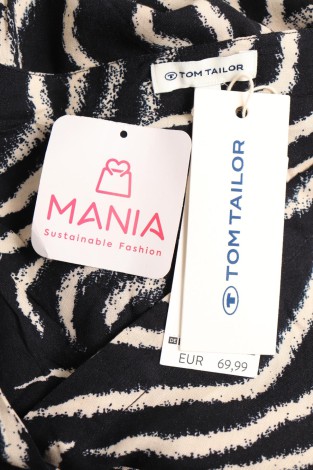 TOM TAILOR
MANIA
Sustainable Fashion
TOM TAILOR
EUR 69,99